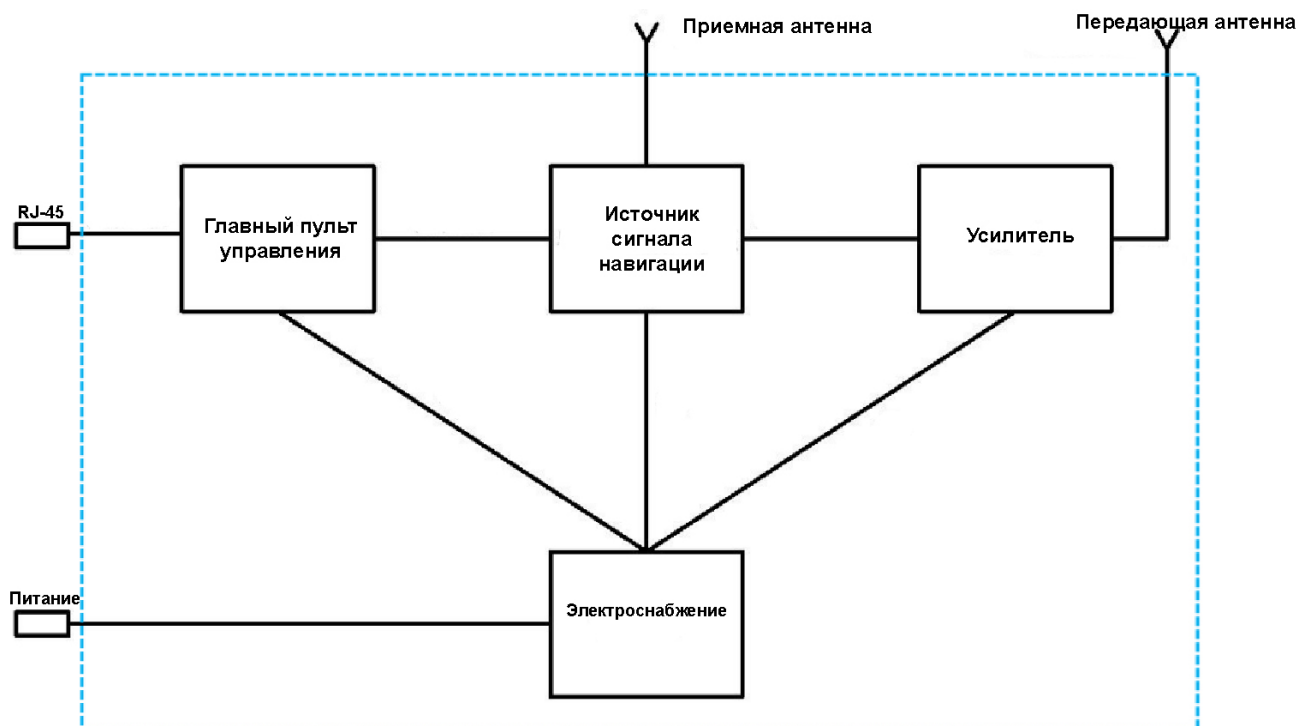 Приемная антенна
Передающая антенна
RJ-45
Главный пульт
управления
Источник
сигнала
навигации
Усилитель
Питание
Электроснабжение